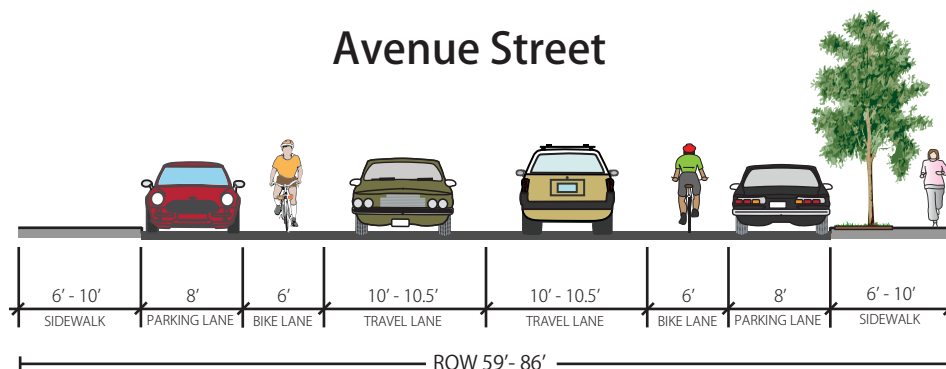 Avenue Street
6’ - 10’ 8’ 6’ 10’ - 10.5’ 10’ - 10.5’ 6’ 8’ 6’ - 10’
SIDEWALK PARKING LANE BIKE LANE TRAVEL LANE TRAVEL LANE BIKE LANE PARKING LANE SIDEWALK
ROW 59’- 86’